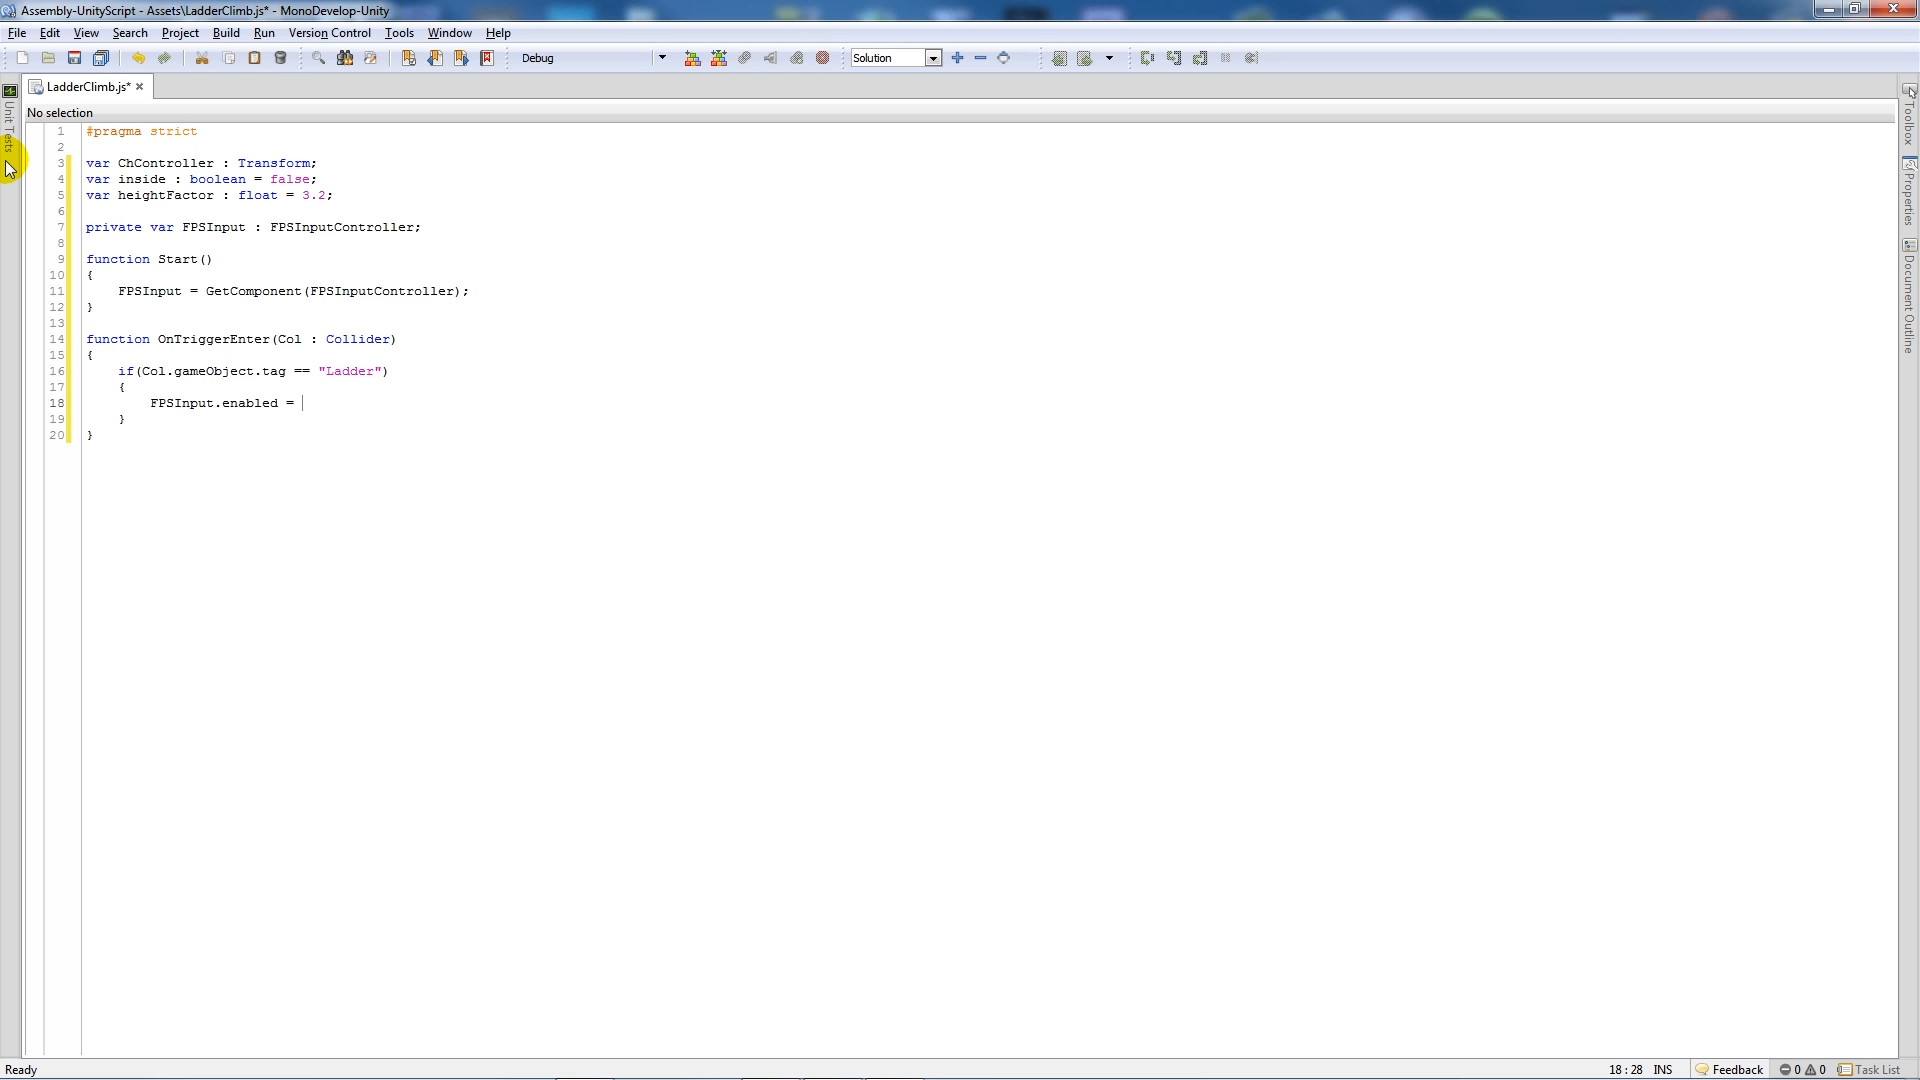 Assembly-UnityScript - Assets\LadderClimb.js* - MonoDevelop-Unity
File Edit View Search Project Build Run Version Control Tools Window Help
Debug Solution
LadderClimb.js*
No selection
1 #pragma strict
2
3 var ChController : Transform;
4 var inside : boolean = false;
5 var heightFactor : float = 3.2;
6
7 private var FPSInput : FPSInputController;
8
9 function Start()
10 {
11     FPSInput = GetComponent(FPSInputController);
12 }
13
14 function OnTriggerEnter(Col : Collider)
15 {
16     if(Col.gameObject.tag == "Ladder")
17     {
18         FPSInput.enabled =
19     }
20 }
Unit Tests
Toolbox
Properties
Document Outline
Ready 18 : 28 INS Feedback 0 0 Task List